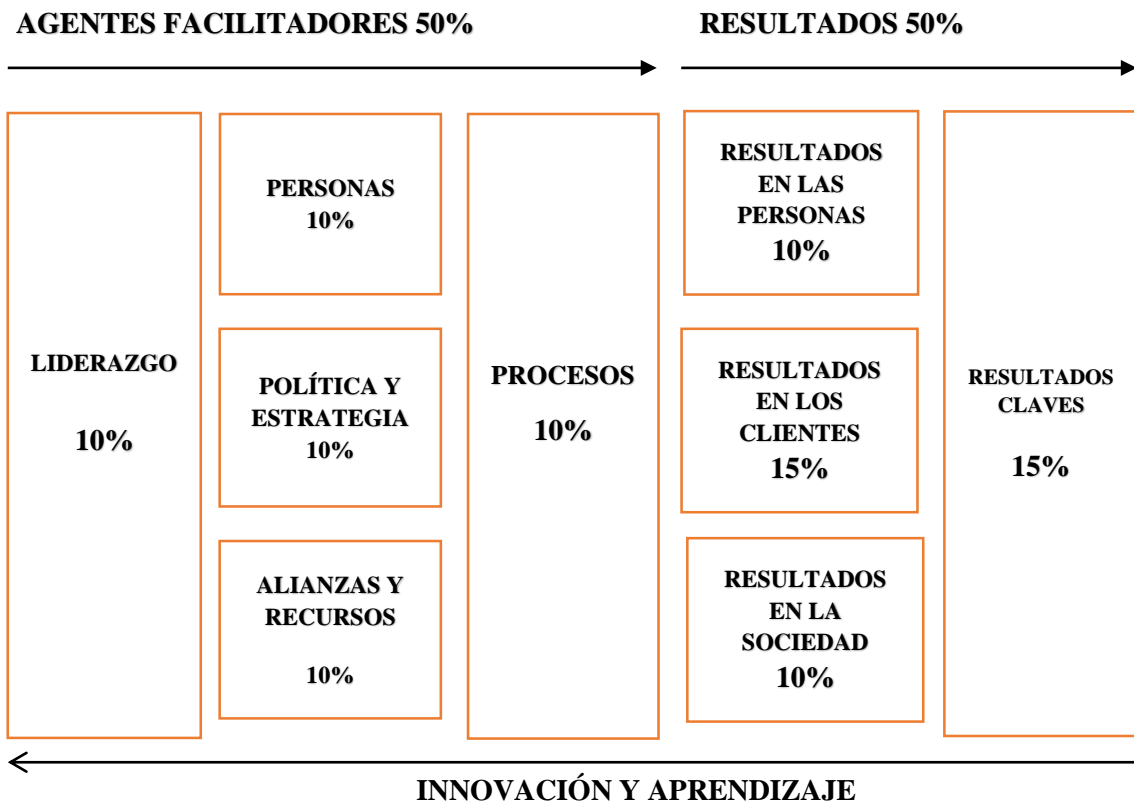 AGENTES FACILITADORES 50%
RESULTADOS 50%
LIDERAZGO
10%
PERSONAS
10%
POLÍTICA Y
ESTRATEGIA
10%
ALIANZAS Y
RECURSOS
10%
PROCESOS
10%
RESULTADOS
EN LAS
PERSONAS
10%
RESULTADOS
EN LOS
CLIENTES
15%
RESULTADOS
EN LA
SOCIEDAD
10%
RESULTADOS
CLAVES
15%
INNOVACIÓN Y APRENDIZAJE